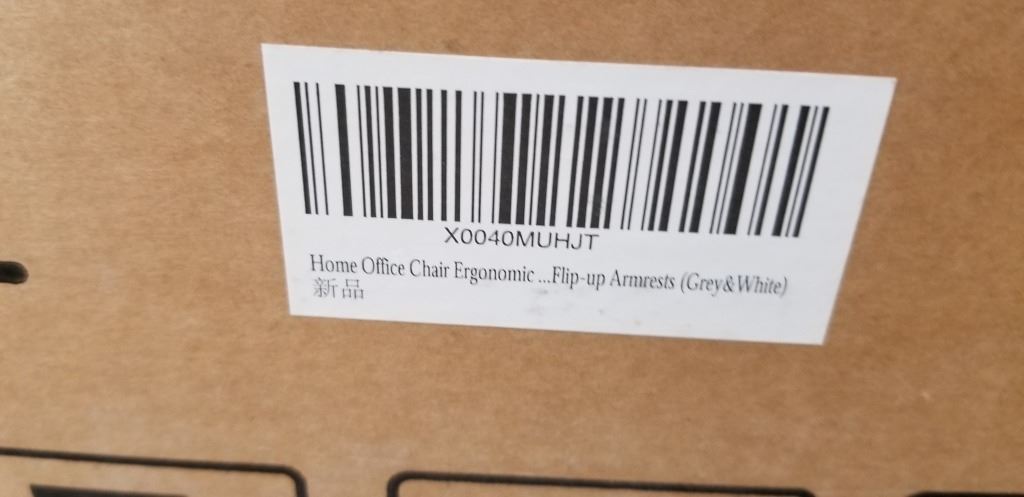 X0040MUHJT
Home Office Chair Ergonomic ...Flip-up Armrests (Grey&White)
新品